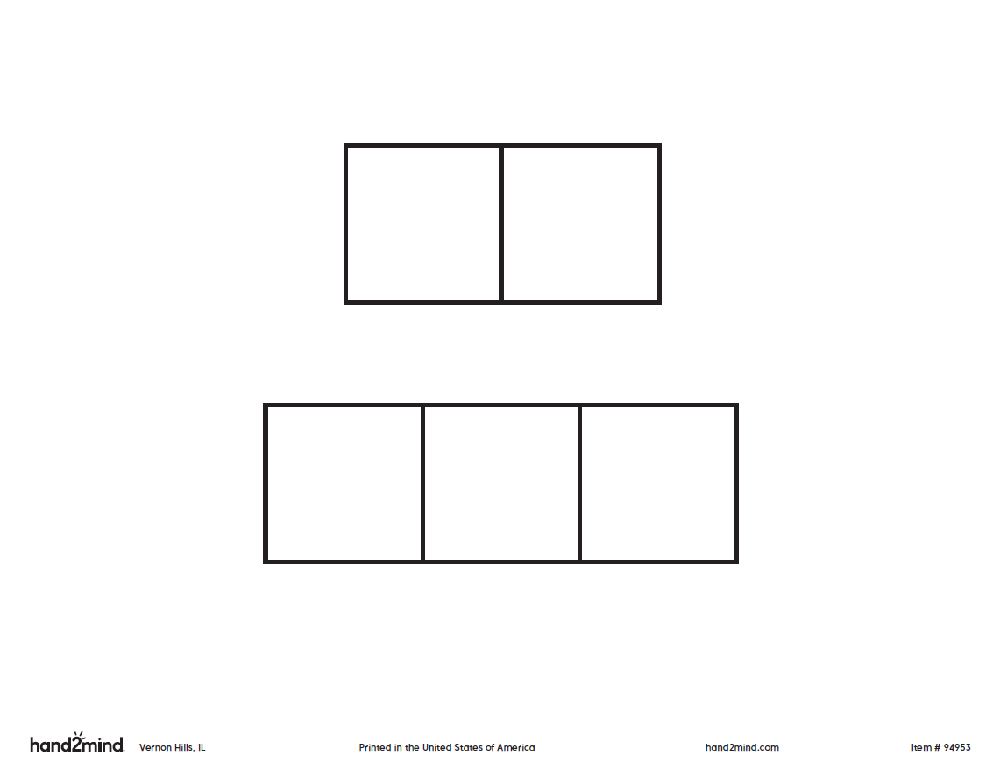 hand2mind. Vernon Hills, IL Printed in the United States of America hand2mind.com Item # 94953